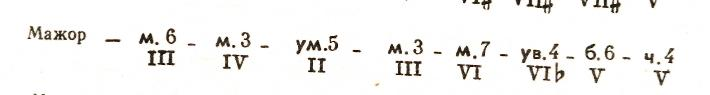 Мажор — м. 6 - м. 3 - ум. 5 - м. 3 - м. 7 - ув. 4 - б. 6 - ч. 4
III IV II III VI VI♭ V V